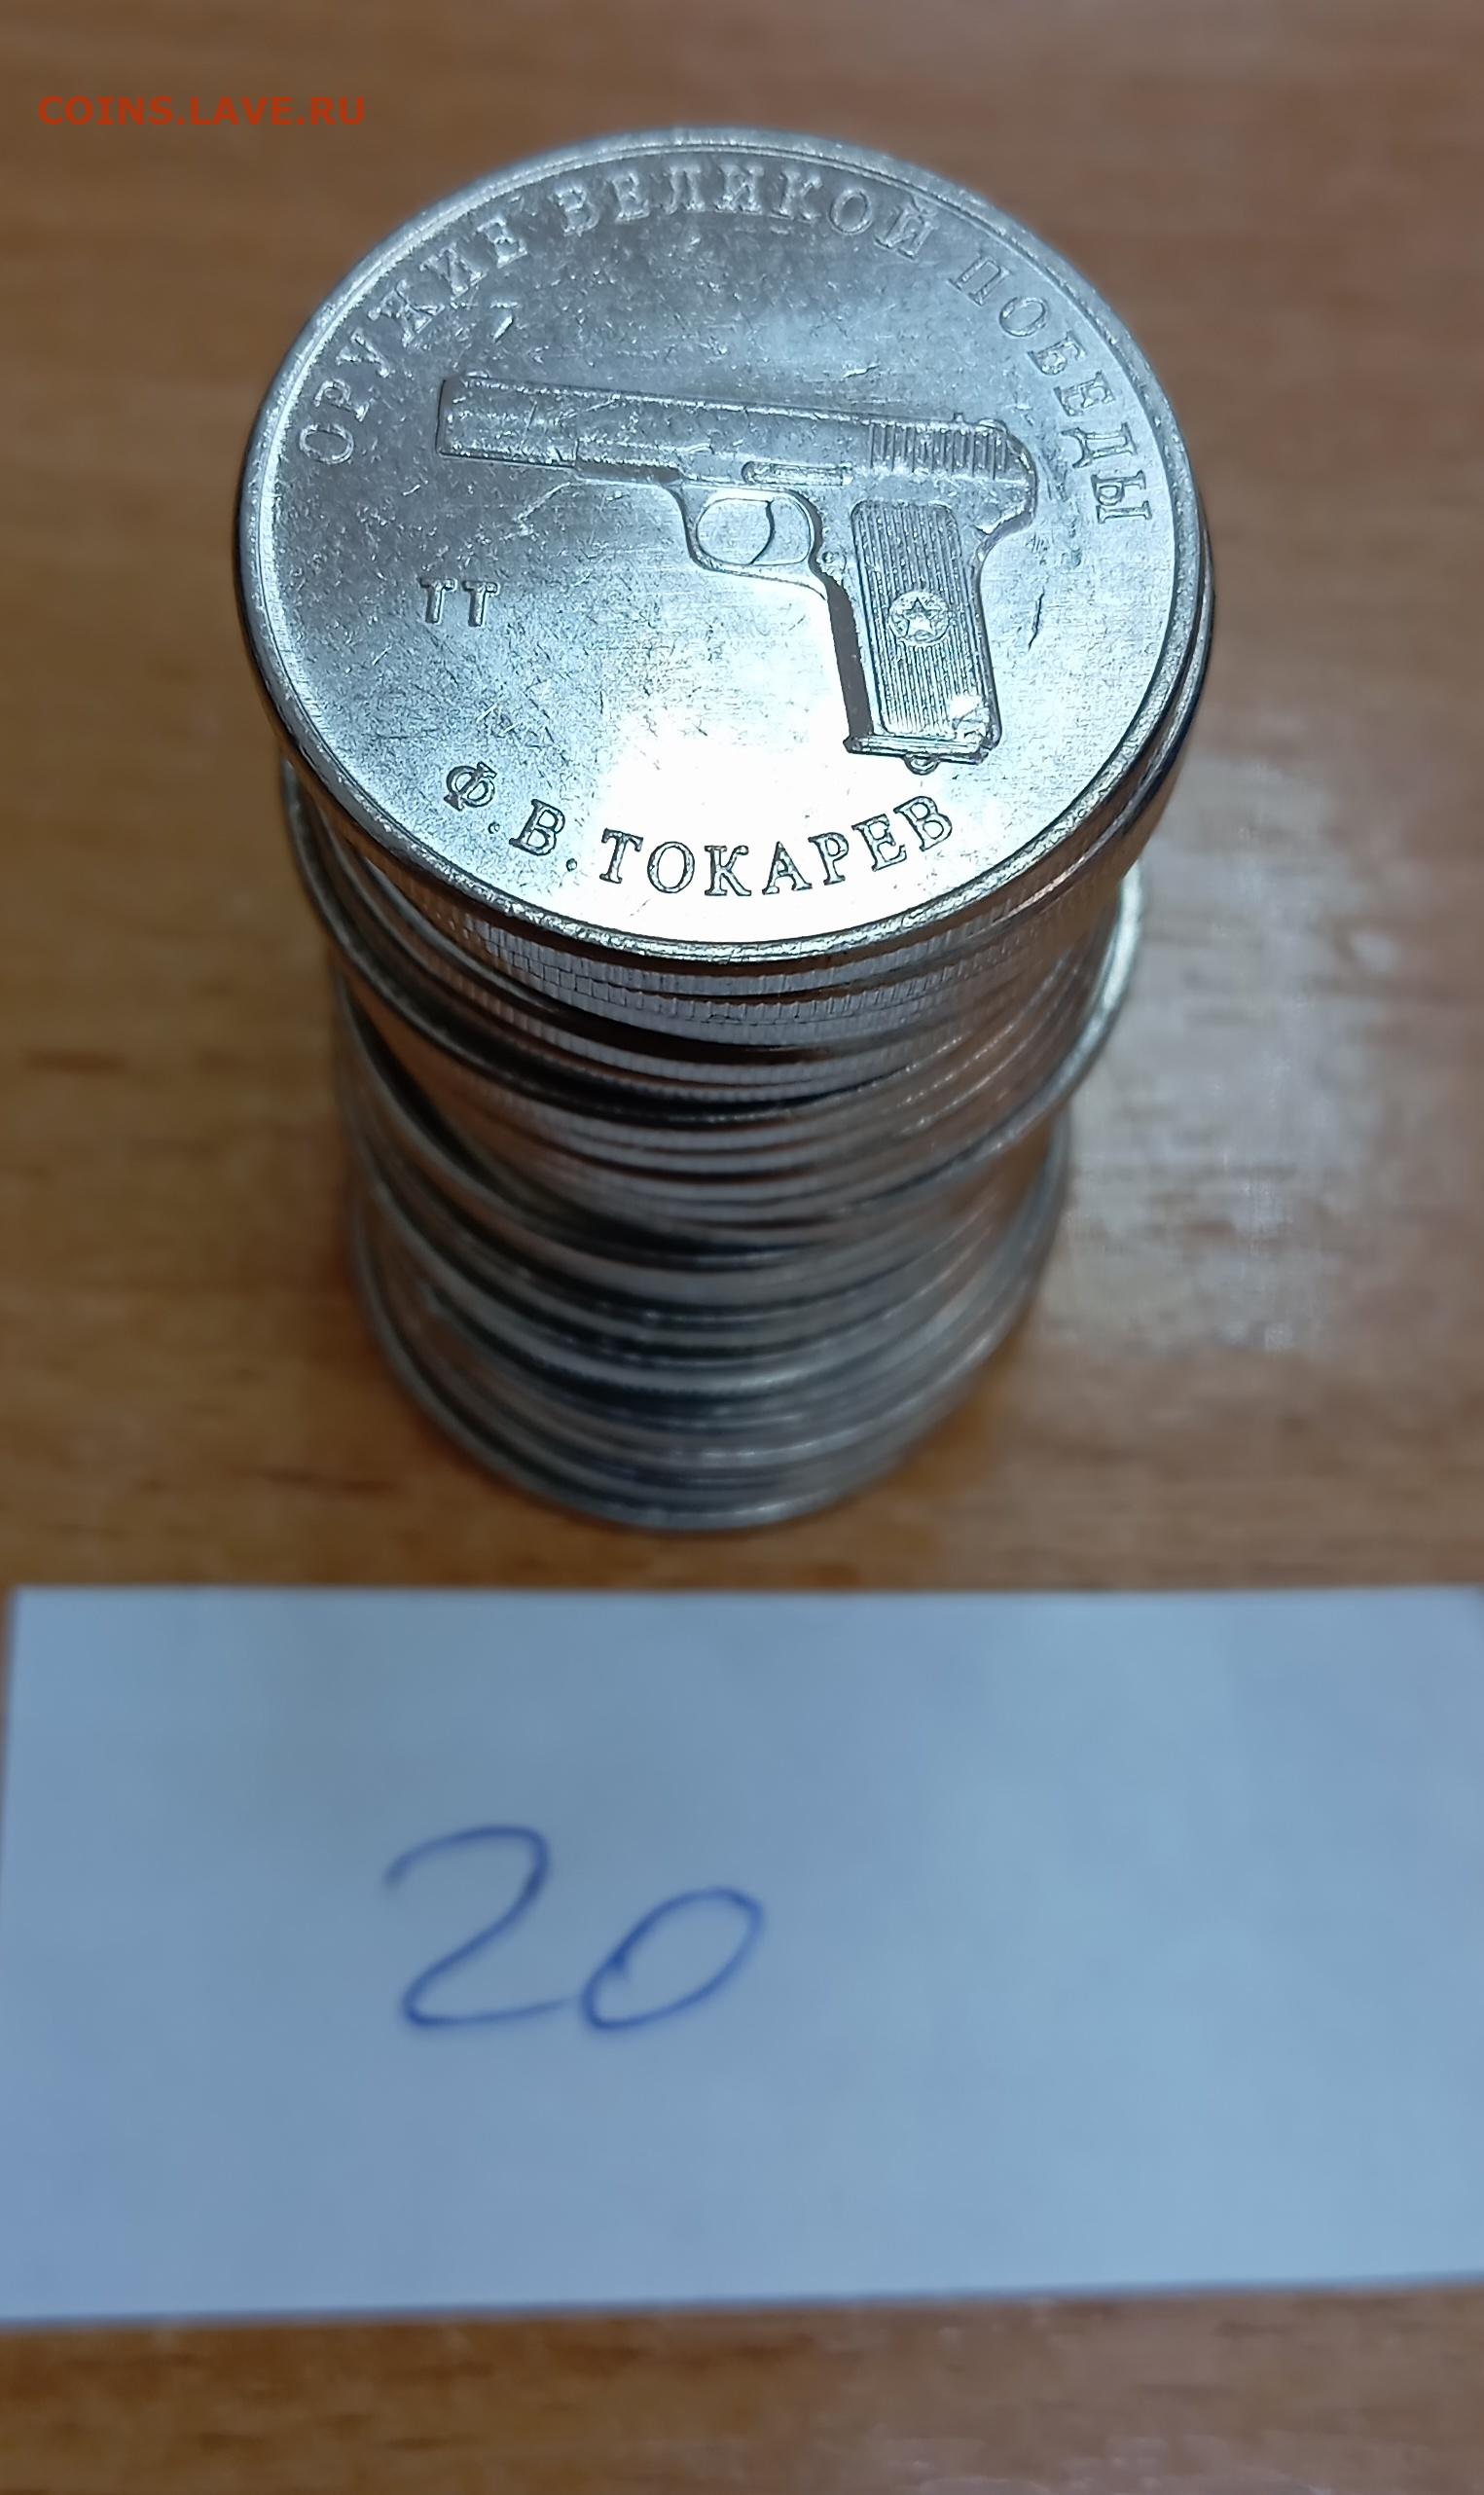 COINS.LAVE.RU
ОРУЖИЕ ВЕЛИКОЙ ПОБЕДЫ
ТТ
Ф.В.ТОКАРЕВ
20